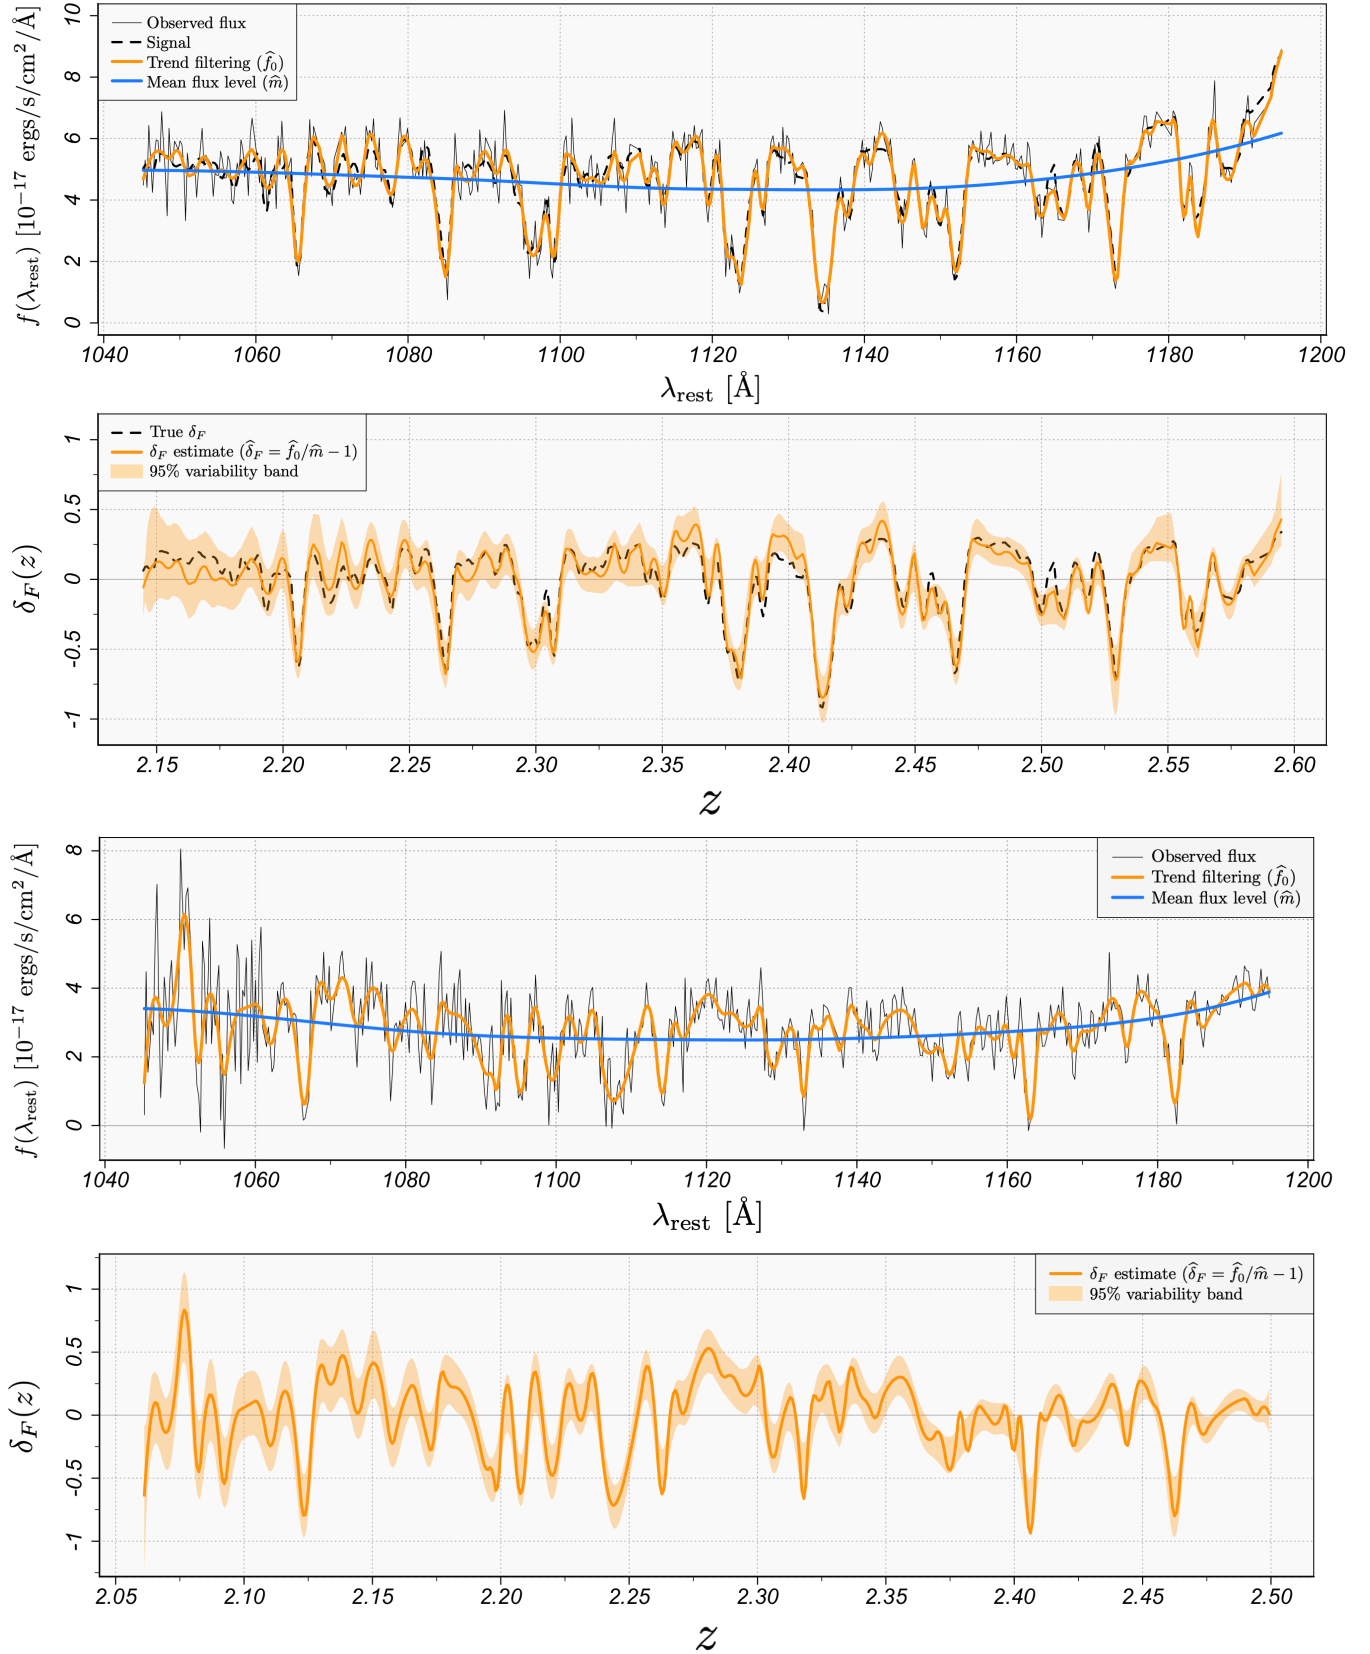 Observed flux
Signal
Trend filtering (f̂₀)
Mean flux level (m̂)
f(λrest) [10⁻¹⁷ ergs/s/cm²/Å]
0 2 4 6 8 10
1040 1060 1080 1100 1120 1140 1160 1180 1200
λrest [Å]
True δF
δF estimate (δ̂F = f̂₀/m̂ − 1)
95% variability band
δF(z)
-1 -0.5 0 0.5 1
2.15 2.20 2.25 2.30 2.35 2.40 2.45 2.50 2.55 2.60
z
Observed flux
Trend filtering (f̂₀)
Mean flux level (m̂)
f(λrest) [10⁻¹⁷ ergs/s/cm²/Å]
0 2 4 6 8
1040 1060 1080 1100 1120 1140 1160 1180 1200
λrest [Å]
δF estimate (δ̂F = f̂₀/m̂ − 1)
95% variability band
δF(z)
-1 -0.5 0 0.5 1
2.05 2.10 2.15 2.20 2.25 2.30 2.35 2.40 2.45 2.50
z